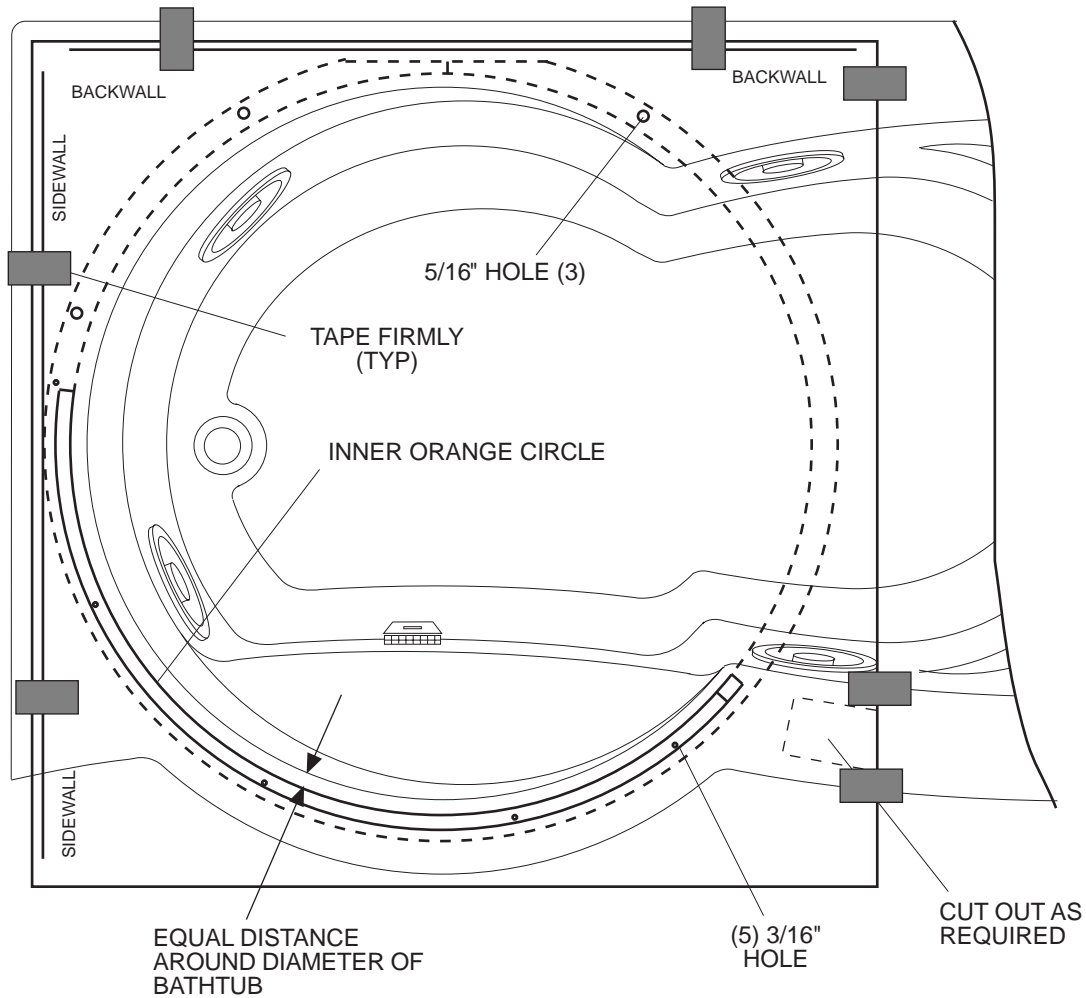 BACKWALL
BACKWALL
SIDEWALL
5/16" HOLE (3)
TAPE FIRMLY
(TYP)
INNER ORANGE CIRCLE
SIDEWALL
EQUAL DISTANCE
AROUND DIAMETER OF
BATHTUB
(5) 3/16"
HOLE
CUT OUT AS
REQUIRED